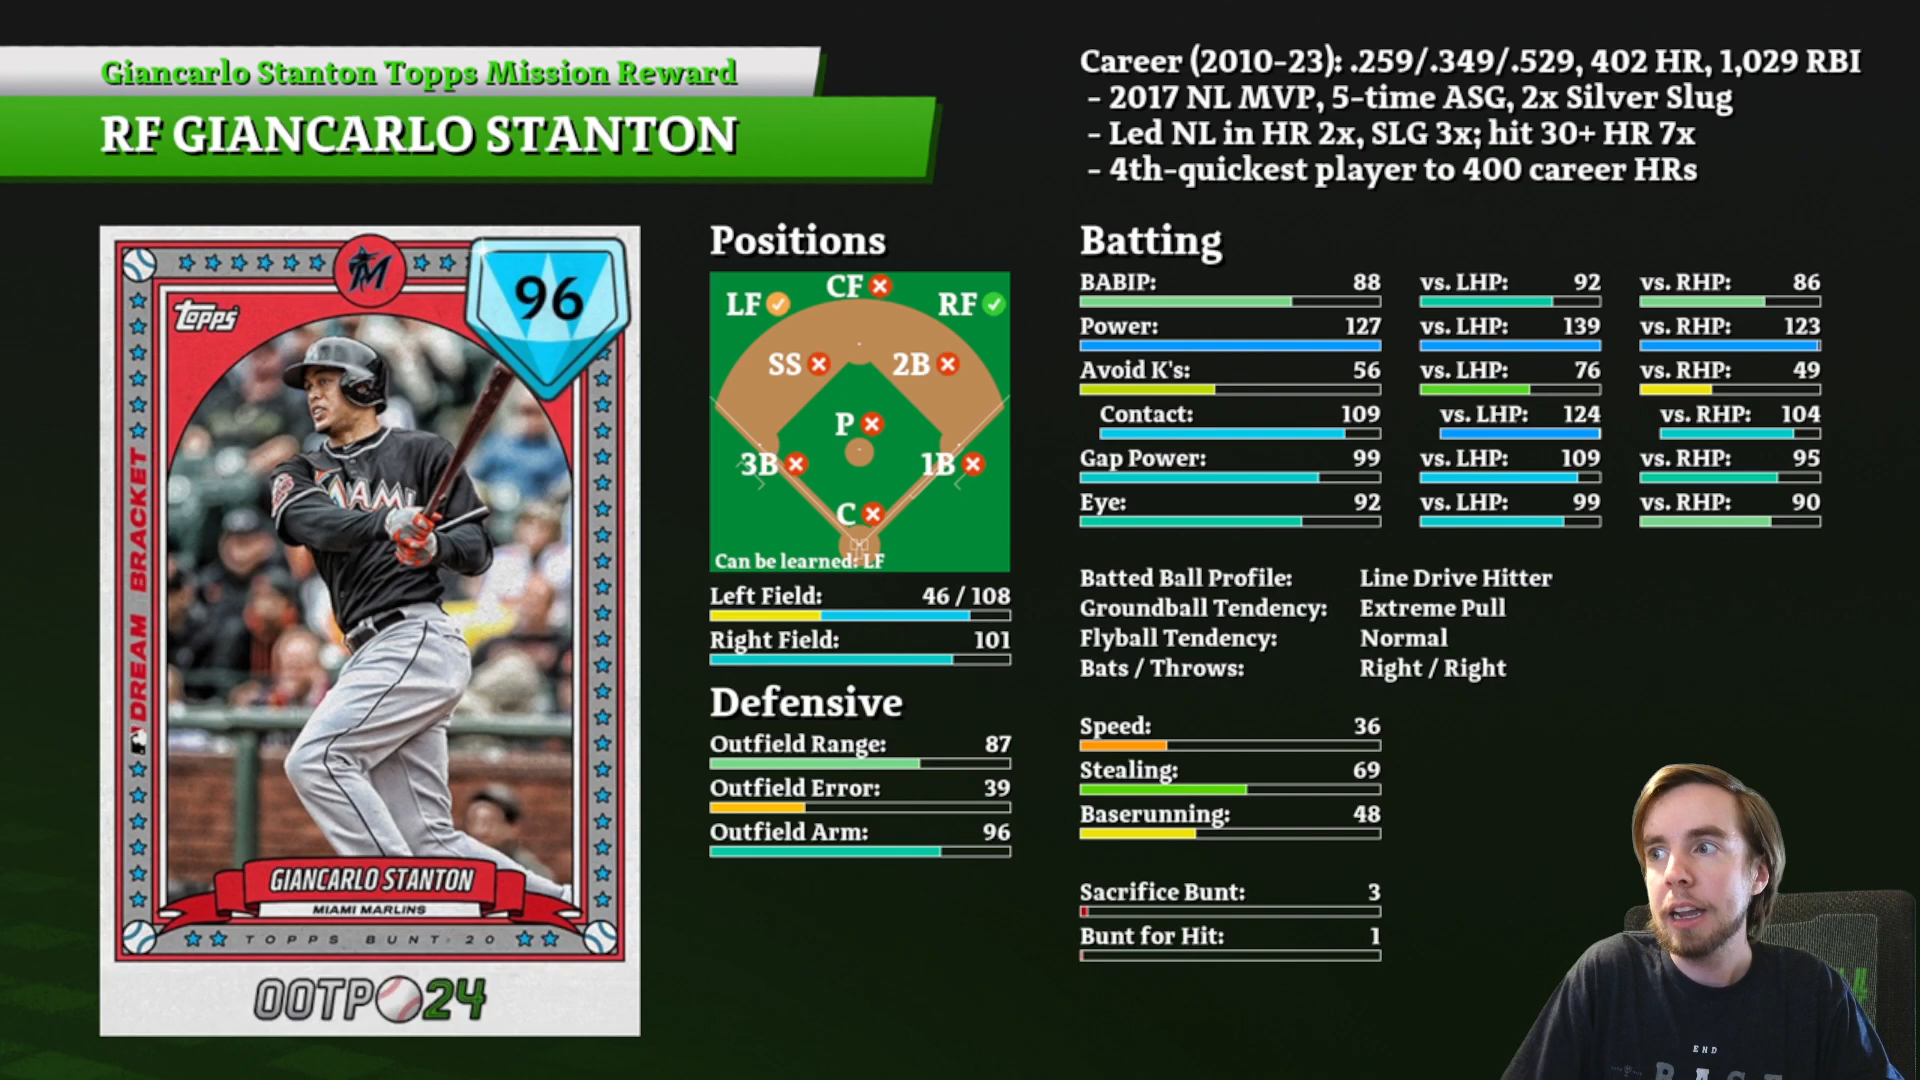 Giancarlo Stanton Topps Mission Reward
RF GIANCARLO STANTON
Career (2010-23): .259/.349/.529, 402 HR, 1,029 RBI
- 2017 NL MVP, 5-time ASG, 2x Silver Slug
- Led NL in HR 2x, SLG 3x; hit 30+ HR 7x
- 4th-quickest player to 400 career HRs
M
96
Topps
DREAM BRACKET
MIAMI
GIANCARLO STANTON
MIAMI MARLINS
TOPPS BUNT 20
OOTP 24
Positions
CF
LF RF
SS 2B
P
3B 1B
C
Can be learned: LF
Left Field: 46 / 108
Right Field: 101
Defensive
Outfield Range: 87
Outfield Error: 39
Outfield Arm: 96
Batting
BABIP: 88 vs. LHP: 92 vs. RHP: 86
Power: 127 vs. LHP: 139 vs. RHP: 123
Avoid K's: 56 vs. LHP: 76 vs. RHP: 49
Contact: 109 vs. LHP: 124 vs. RHP: 104
Gap Power: 99 vs. LHP: 109 vs. RHP: 95
Eye: 92 vs. LHP: 99 vs. RHP: 90
Batted Ball Profile: Line Drive Hitter
Groundball Tendency: Extreme Pull
Flyball Tendency: Normal
Bats / Throws: Right / Right
Speed: 36
Stealing: 69
Baserunning: 48
Sacrifice Bunt: 3
Bunt for Hit: 1
END